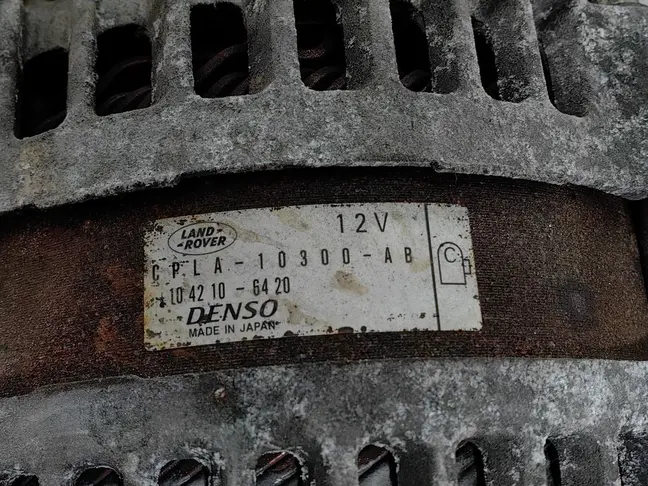 LAND-
-ROVER
12V
CPLA-10300-AB
C
104210-6420
DENSO
MADE IN JAPAN